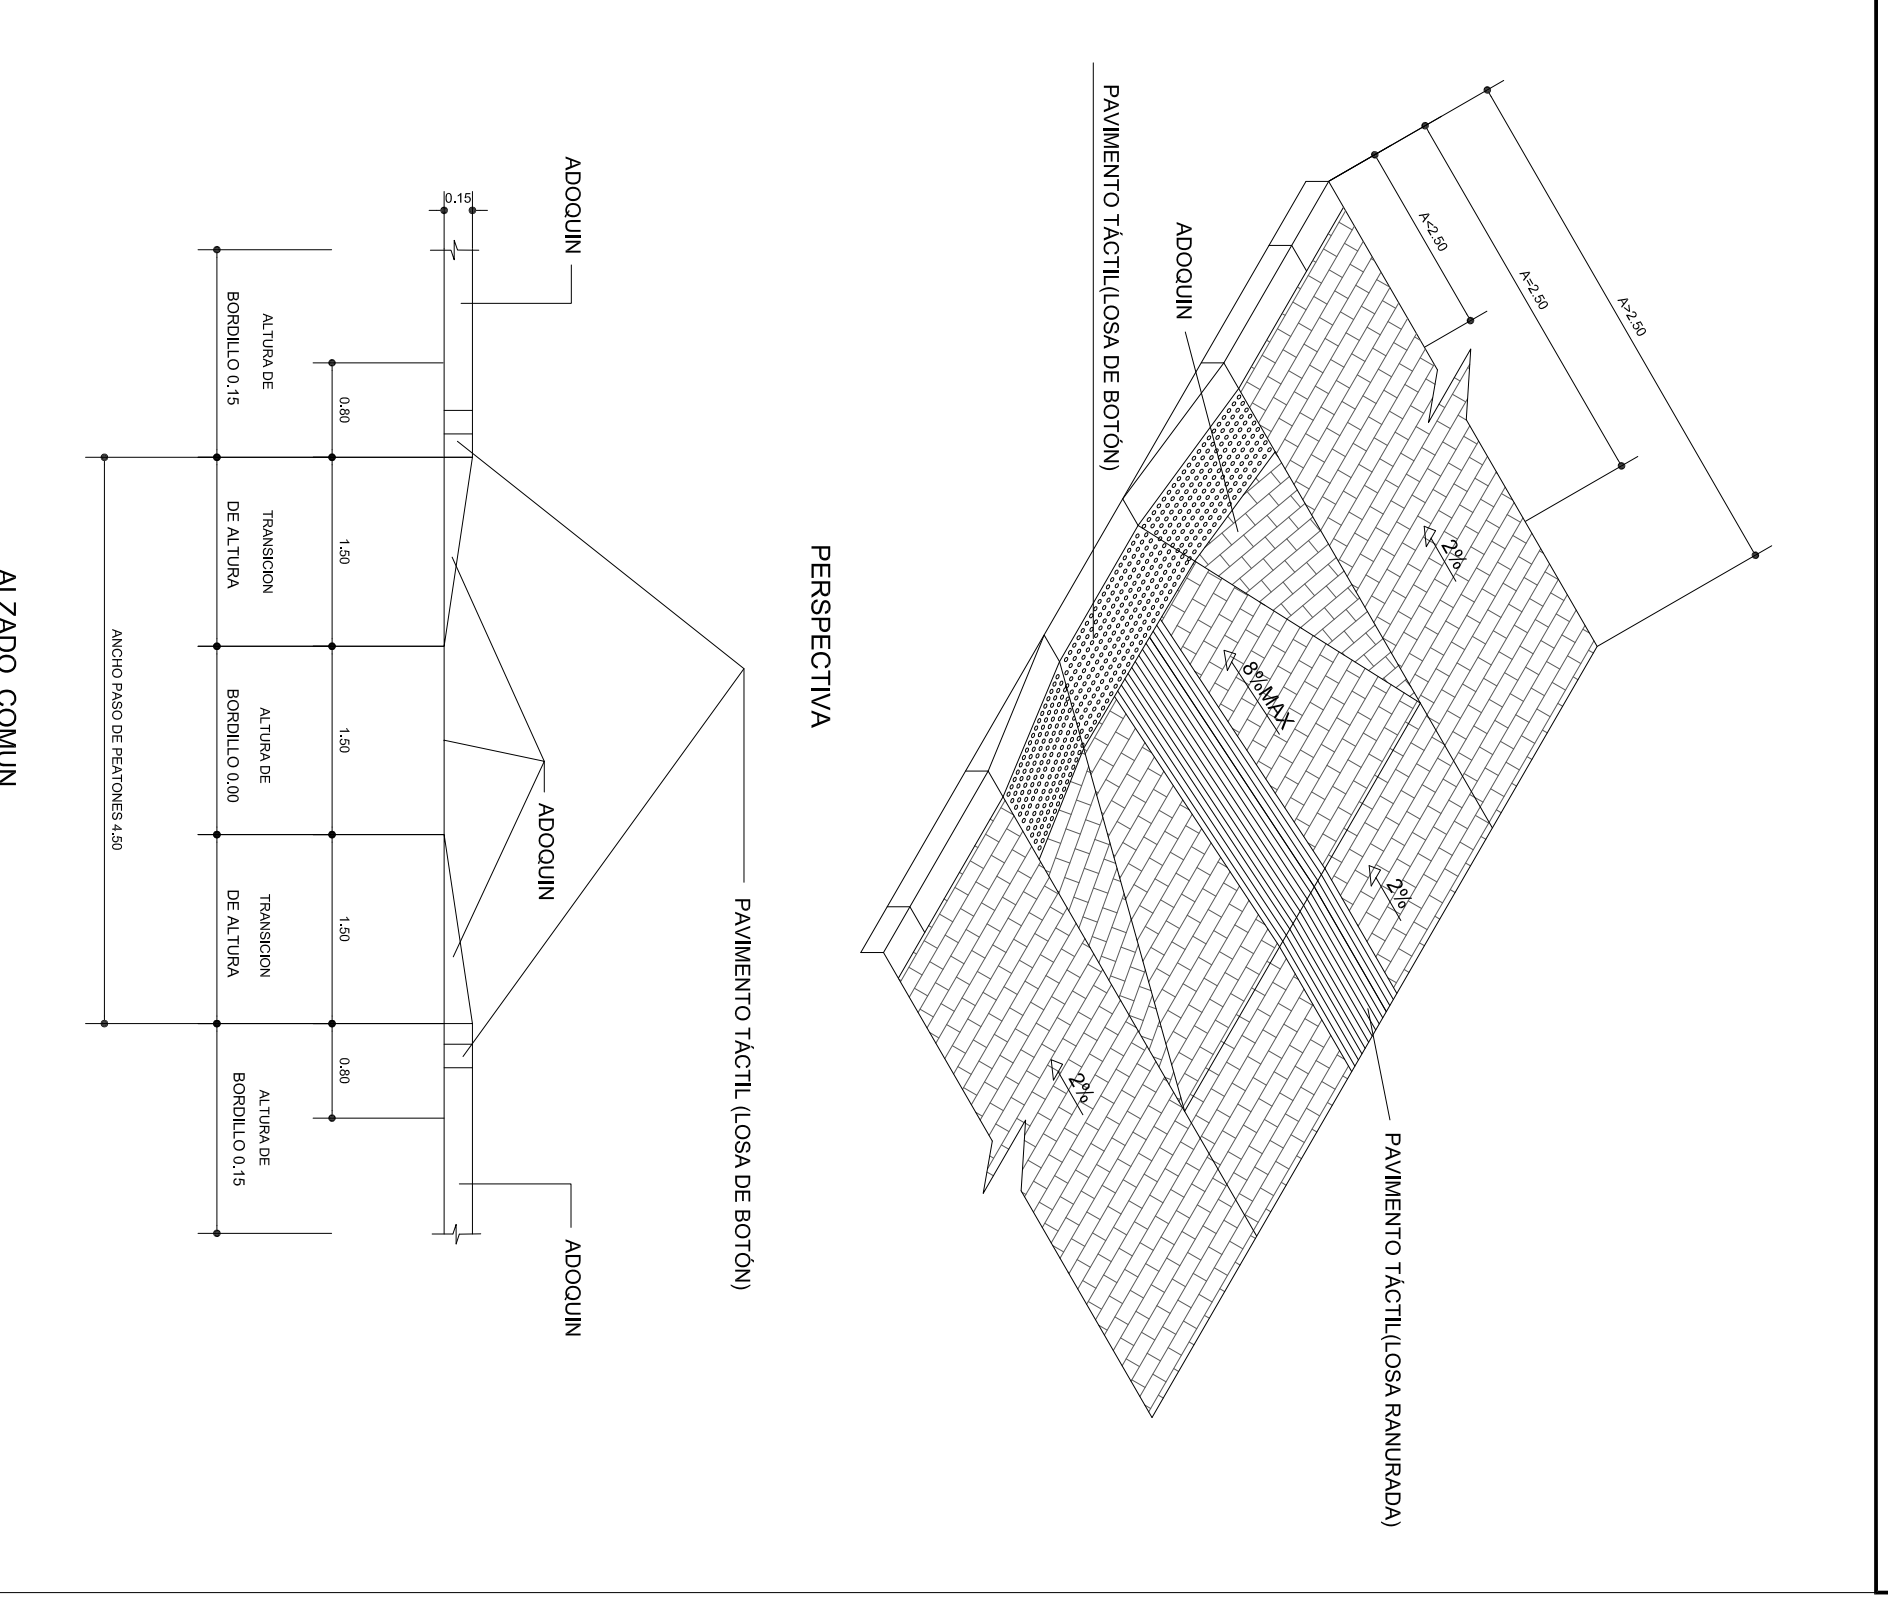 A>2.50
A=2.50
A<2.50
2%
2%
8%MAX
2%
PAVIMENTO TÁCTIL(LOSA RANURADA)
ADOQUIN
PAVIMENTO TÁCTIL(LOSA DE BOTÓN)
PERSPECTIVA
PAVIMENTO TÁCTIL (LOSA DE BOTÓN)
ADOQUIN
ADOQUIN
ADOQUIN
0.15
0.80
1.50
1.50
1.50
0.80
ALTURA DE
BORDILLO 0.15
TRANSICION
DE ALTURA
ALTURA DE
BORDILLO 0.00
TRANSICION
DE ALTURA
ALTURA DE
BORDILLO 0.15
ANCHO PASO DE PEATONES 4.50
ALZADO COMUN